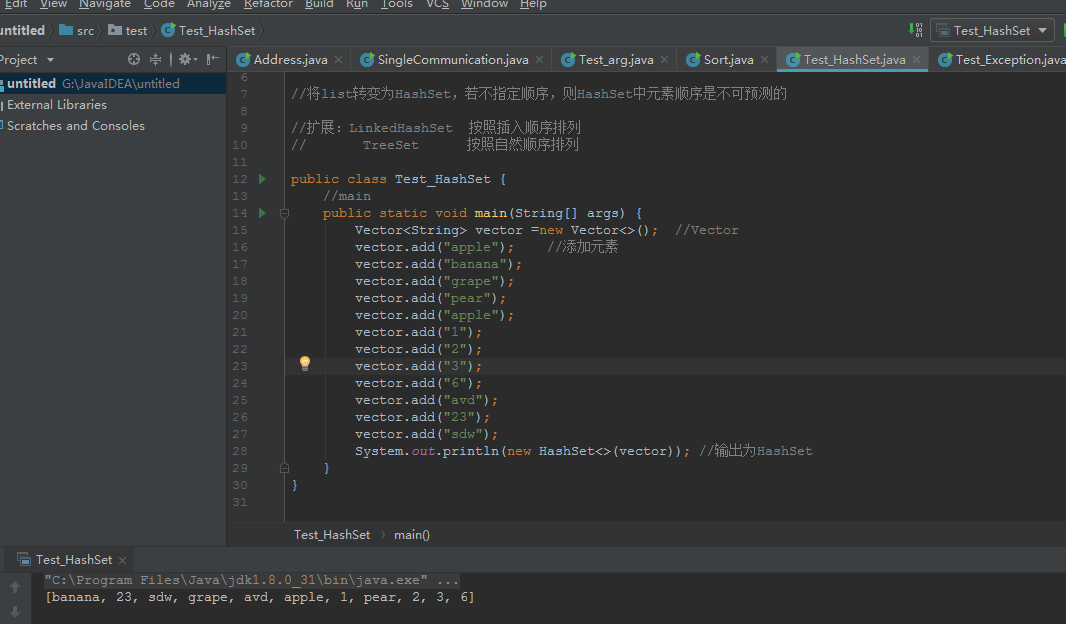 Edit View Navigate Code Analyze Refactor Build Run Tools VCS Window Help
untitled src test Test_HashSet
Test_HashSet
Project
Address.java SingleCommunication.java Test_arg.java Sort.java Test_HashSet.java Test_Exception.java
untitled G:\JavaIDEA\untitled
External Libraries
Scratches and Consoles
6
7 //将list转变为HashSet，若不指定顺序，则HashSet中元素顺序是不可预测的
8
9 //扩展：LinkedHashSet 按照插入顺序排列
10 // TreeSet 按照自然顺序排列
11
12 public class Test_HashSet {
13 //main
14 public static void main(String[] args) {
15 Vector<String> vector =new Vector<>(); //Vector
16 vector.add("apple"); //添加元素
17 vector.add("banana");
18 vector.add("grape");
19 vector.add("pear");
20 vector.add("apple");
21 vector.add("1");
22 vector.add("2");
23 vector.add("3");
24 vector.add("6");
25 vector.add("avd");
26 vector.add("23");
27 vector.add("sdw");
28 System.out.println(new HashSet<>(vector)); //输出为HashSet
29 }
30 }
31
Test_HashSet main()
Test_HashSet
"C:\Program Files\Java\jdk1.8.0_31\bin\java.exe" ...
[banana, 23, sdw, grape, avd, apple, 1, pear, 2, 3, 6]